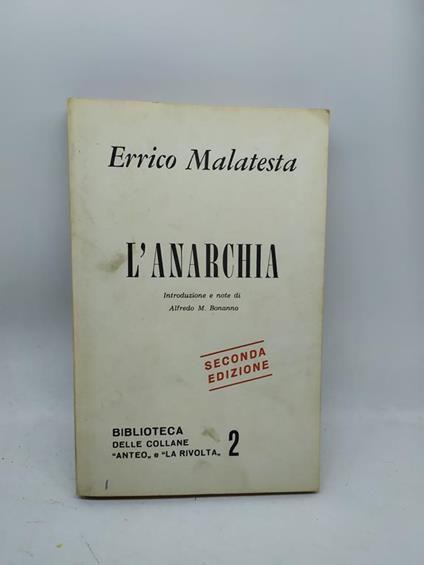 Errico Malatesta
L'ANARCHIA
Introduzione e note di
Alfredo M. Bonanno
SECONDA
EDIZIONE
BIBLIOTECA
DELLE COLLANE
"ANTEO„ e "LA RIVOLTA„ 2